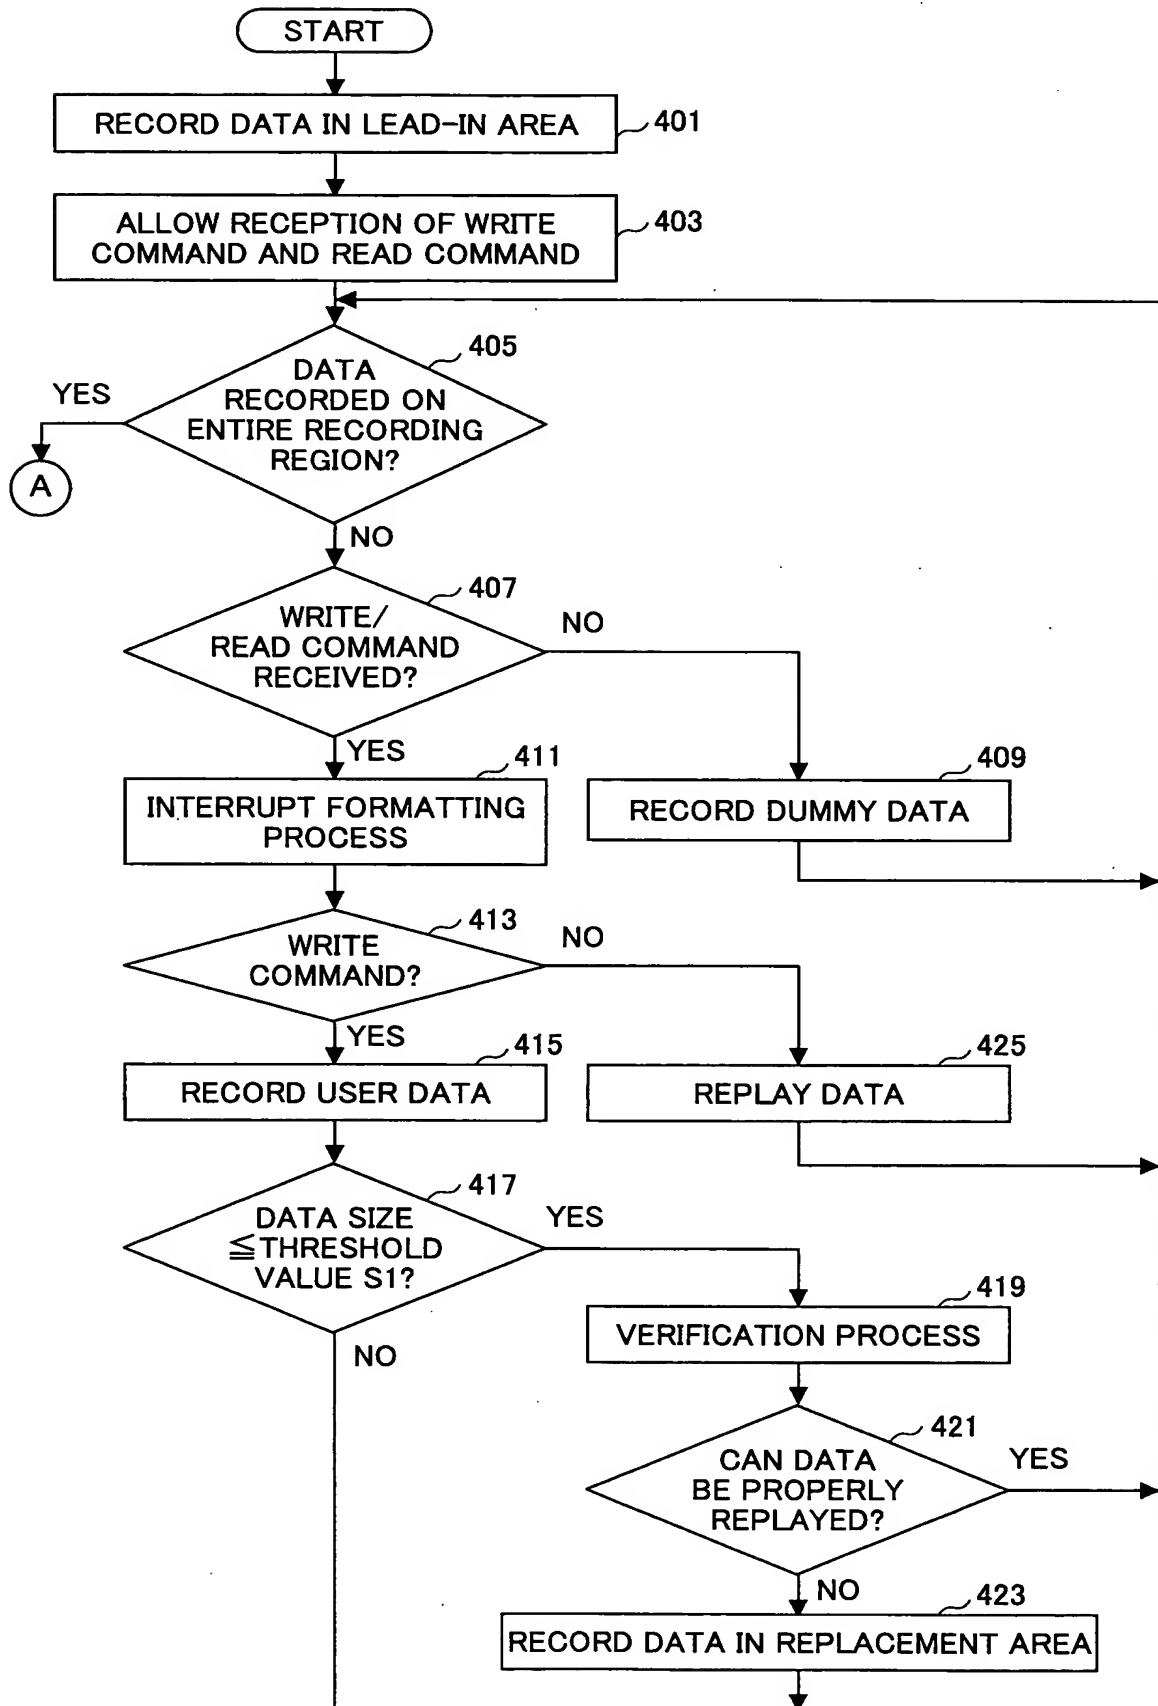 START
RECORD DATA IN LEAD-IN AREA
401
ALLOW RECEPTION OF WRITE
COMMAND AND READ COMMAND
403
405
DATA
RECORDED ON
ENTIRE RECORDING
REGION?
YES
A
NO
407
WRITE/
READ COMMAND
RECEIVED?
NO
YES
411
INTERRUPT FORMATTING
PROCESS
409
RECORD DUMMY DATA
413
WRITE
COMMAND?
NO
YES
415
RECORD USER DATA
425
REPLAY DATA
417
DATA SIZE
≦THRESHOLD
VALUE S1?
YES
NO
419
VERIFICATION PROCESS
421
CAN DATA
BE PROPERLY
REPLAYED?
YES
NO
423
RECORD DATA IN REPLACEMENT AREA